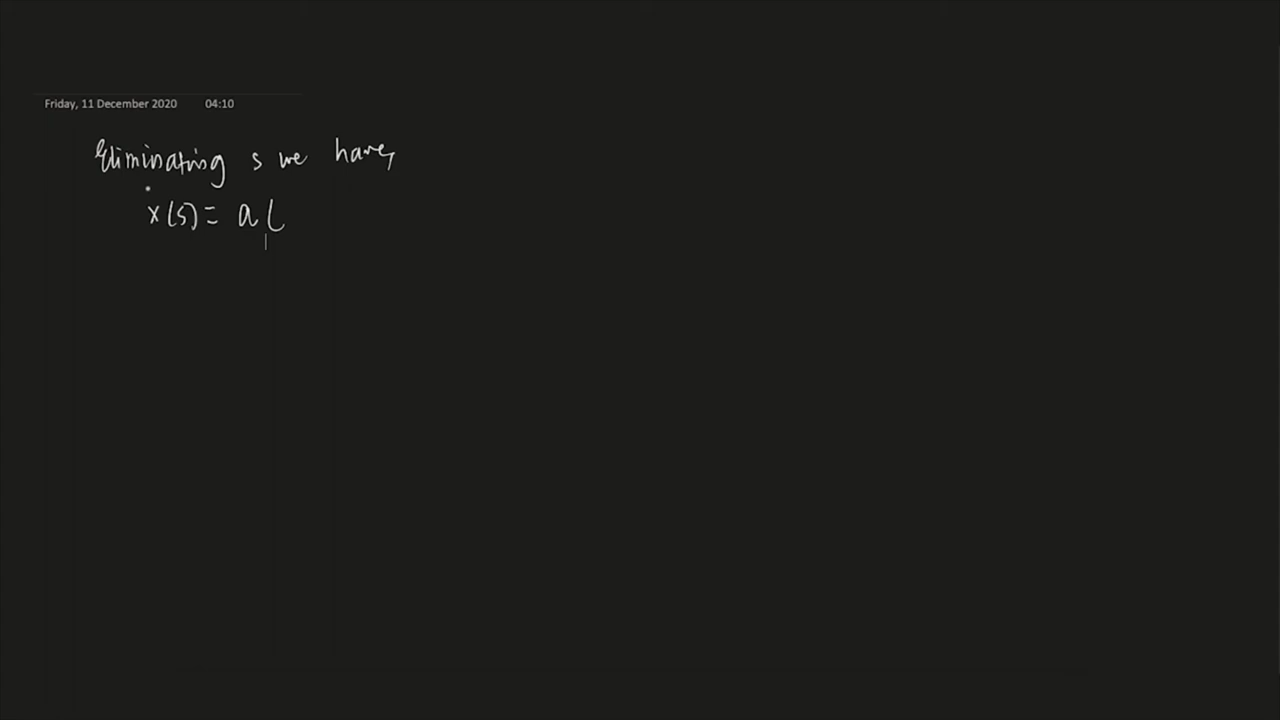 Friday, 11 December 2020 04:10
Eliminating s we have,
x(s) = a(